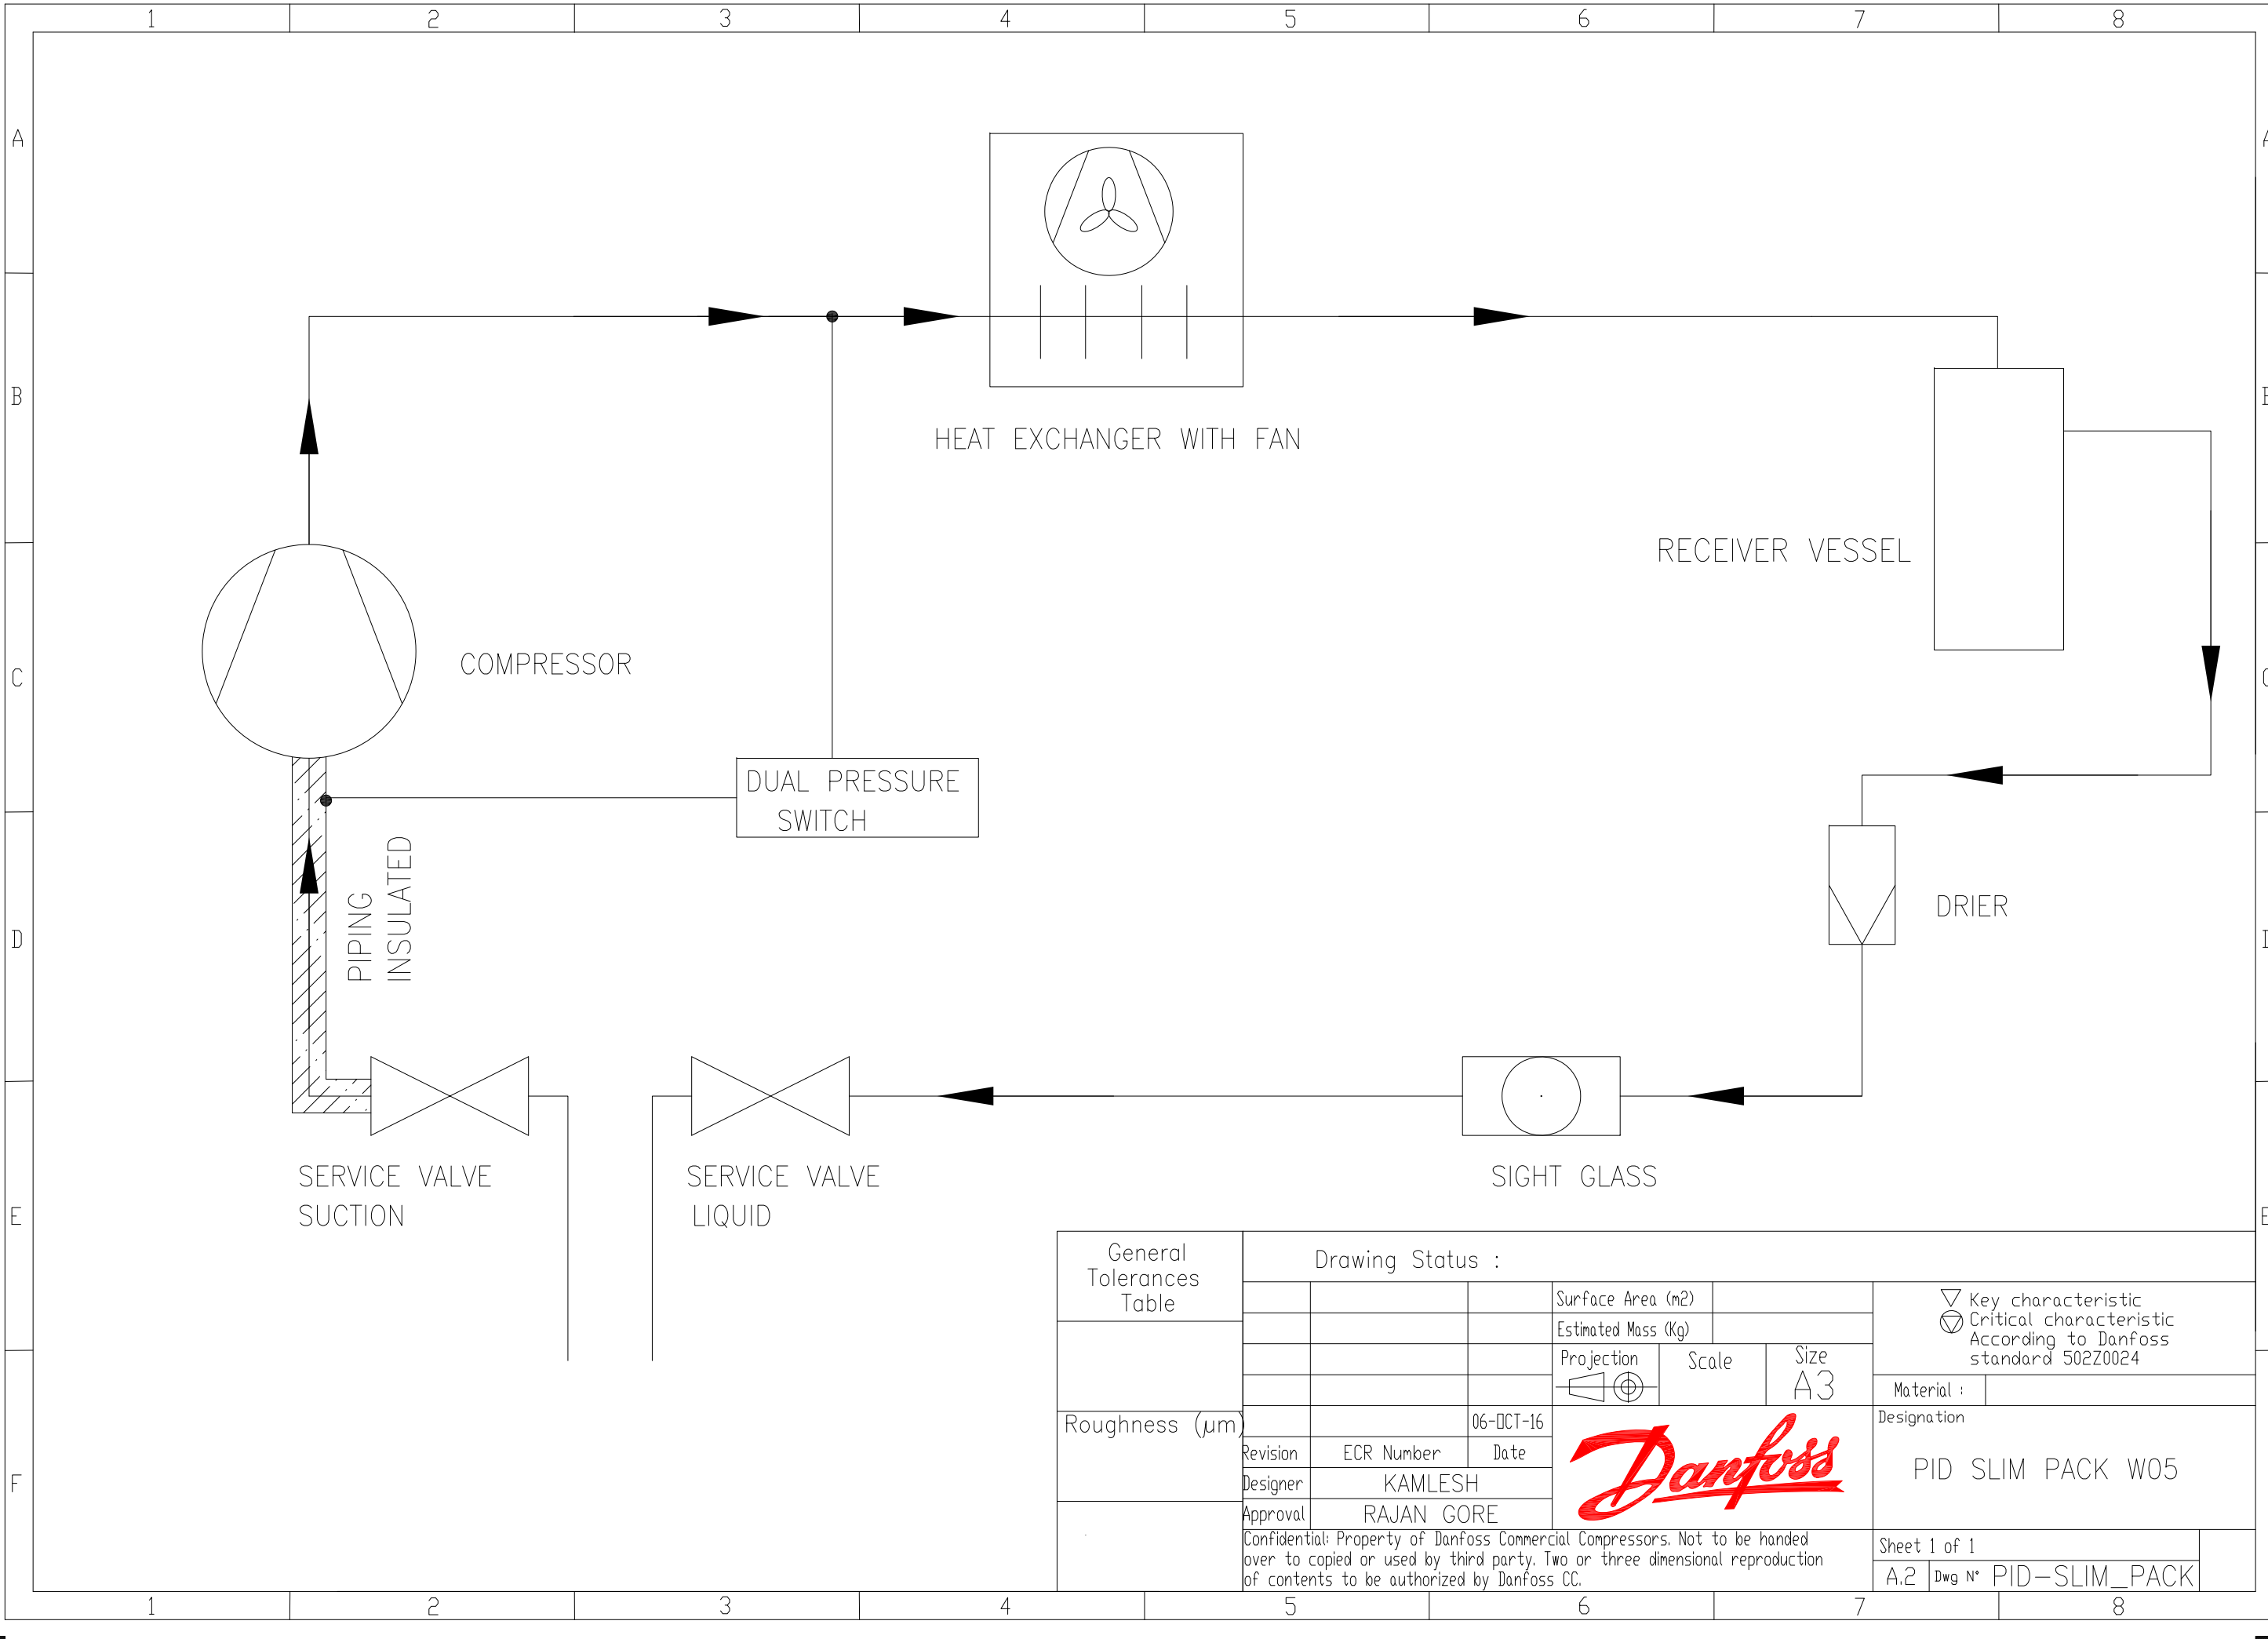 1 2 3 4 5 6 7 8
A
B
HEAT EXCHANGER WITH FAN
RECEIVER VESSEL
C
COMPRESSOR
DUAL PRESSURE
SWITCH
PIPING
INSULATED
DRIER
D
SERVICE VALVE
SUCTION
SERVICE VALVE
LIQUID
SIGHT GLASS
E
F
General
Tolerances
Table
Roughness (μm)
Drawing Status :
Surface Area (m2)
Estimated Mass (Kg)
Projection
Scale
Size
A3
Key characteristic
Critical characteristic
According to Danfoss
standard 502Z0024
Material :
06-OCT-16
Revision ECR Number Date
Designer KAMLESH
Approval RAJAN GORE
Danfoss
Designation
PID SLIM PACK W05
Confidential: Property of Danfoss Commercial Compressors. Not to be handed
over to copied or used by third party. Two or three dimensional reproduction
of contents to be authorized by Danfoss CC.
Sheet 1 of 1
A.2 Dwg N° PID-SLIM_PACK
1 2 3 4 5 6 7 8